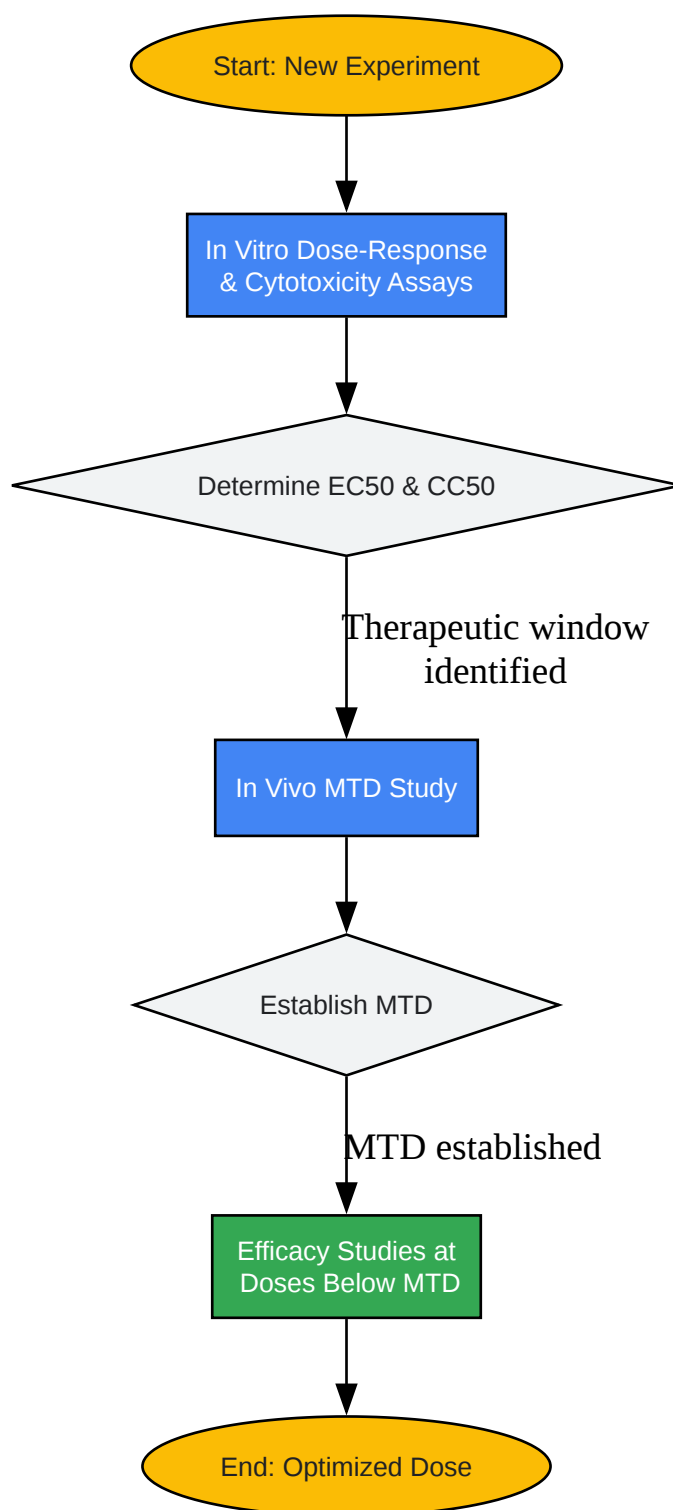 Start: New Experiment
In Vitro Dose-Response
& Cytotoxicity Assays
Determine EC50 & CC50
Therapeutic window
identified
In Vivo MTD Study
Establish MTD
MTD established
Efficacy Studies at
Doses Below MTD
End: Optimized Dose